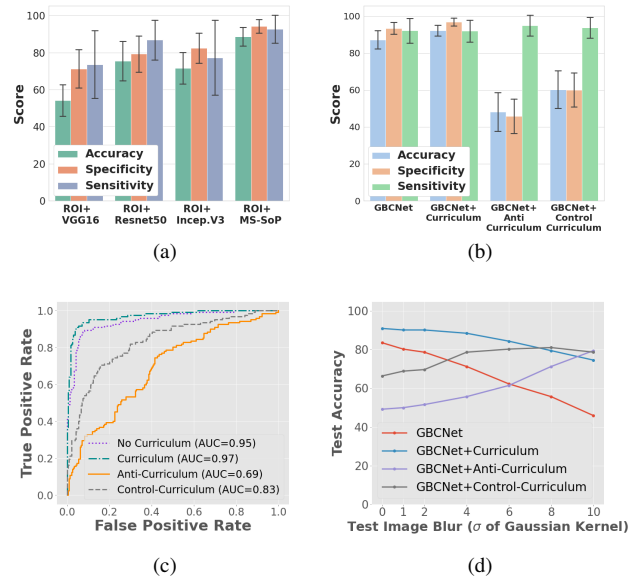 100
80
60
40
20
0
Score
Accuracy
Specificity
Sensitivity
ROI+
VGG16
ROI+
Resnet50
ROI+
Incep.V3
ROI+
MS-SoP
(a)
100
80
60
40
20
0
Score
Accuracy
Specificity
Sensitivity
GBCNet
GBCNet+
Curriculum
GBCNet+
Anti
Curriculum
GBCNet+
Control
Curriculum
(b)
1.0
0.8
0.6
0.4
0.2
0.0
True Positive Rate
No Curriculum (AUC=0.95)
Curriculum (AUC=0.97)
Anti-Curriculum (AUC=0.69)
Control-Curriculum (AUC=0.83)
0.0 0.2 0.4 0.6 0.8 1.0
False Positive Rate
(c)
100
80
60
40
20
0
Test Accuracy
GBCNet
GBCNet+Curriculum
GBCNet+Anti-Curriculum
GBCNet+Control-Curriculum
0 1 2 4 6 8 10
Test Image Blur (σ of Gaussian Kernel)
(d)